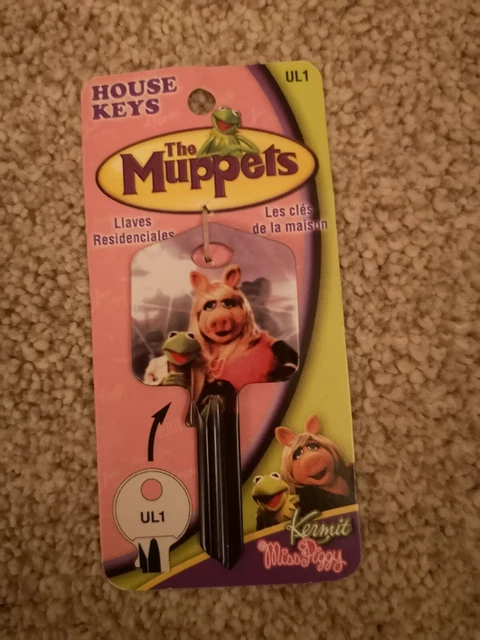 HOUSE
KEYS
UL1
The
Muppets
Llaves
Residenciales
Les clés
de la maison
UL1
Kermit
Miss Piggy